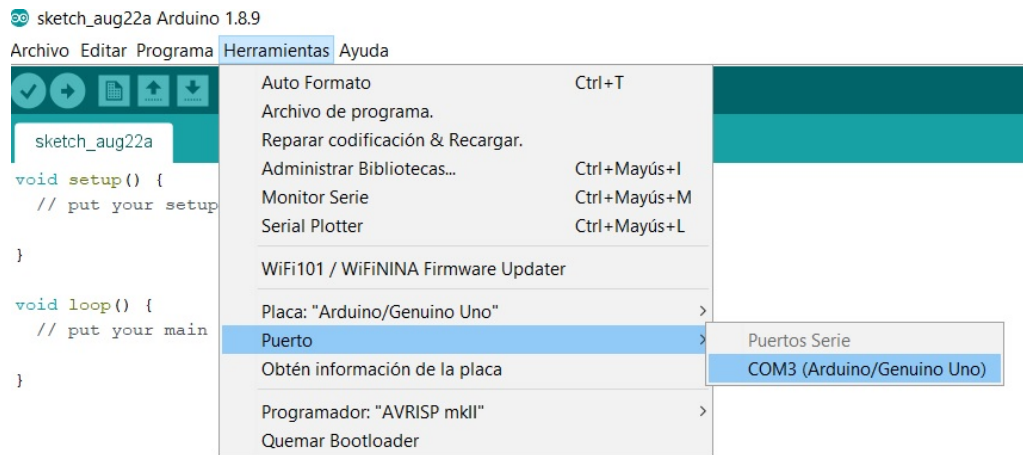 sketch_aug22a Arduino 1.8.9
Archivo Editar Programa Herramientas Ayuda
sketch_aug22a
void setup() {
// put your setup
}
void loop() {
// put your main
}
Auto Formato Ctrl+T
Archivo de programa.
Reparar codificación & Recargar.
Administrar Bibliotecas... Ctrl+Mayús+I
Monitor Serie Ctrl+Mayús+M
Serial Plotter Ctrl+Mayús+L
WiFi101 / WiFiNINA Firmware Updater
Placa: "Arduino/Genuino Uno"
Puerto
Obtén información de la placa
Programador: "AVRISP mkII"
Quemar Bootloader
Puertos Serie
COM3 (Arduino/Genuino Uno)